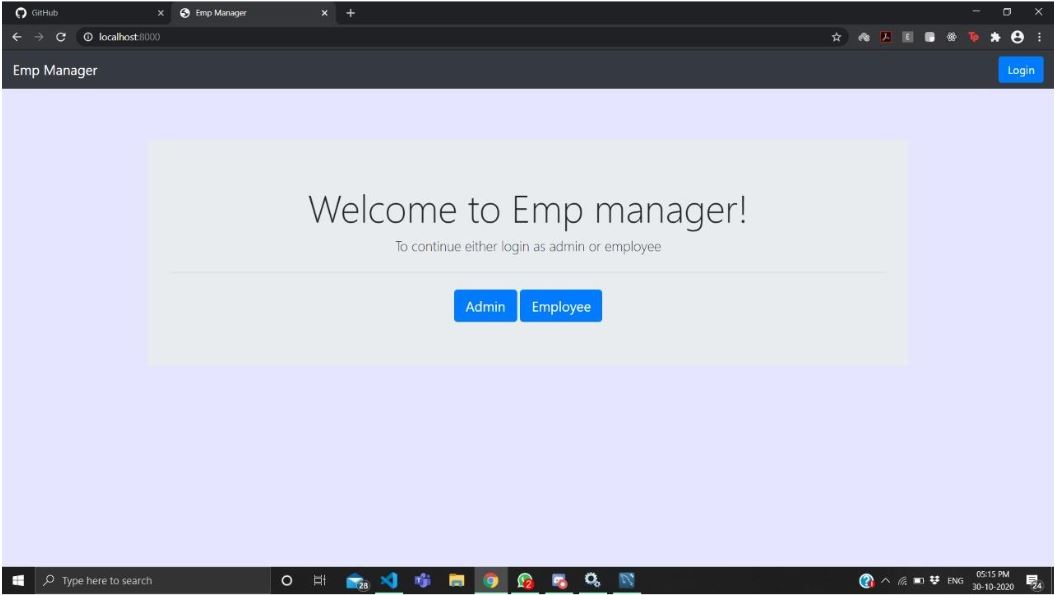 GitHub
Emp Manager
localhost:8000
Emp Manager
Login
Welcome to Emp manager!
To continue either login as admin or employee
Admin Employee
Type here to search
28
2
ENG
05:15 PM
30-10-2020
24